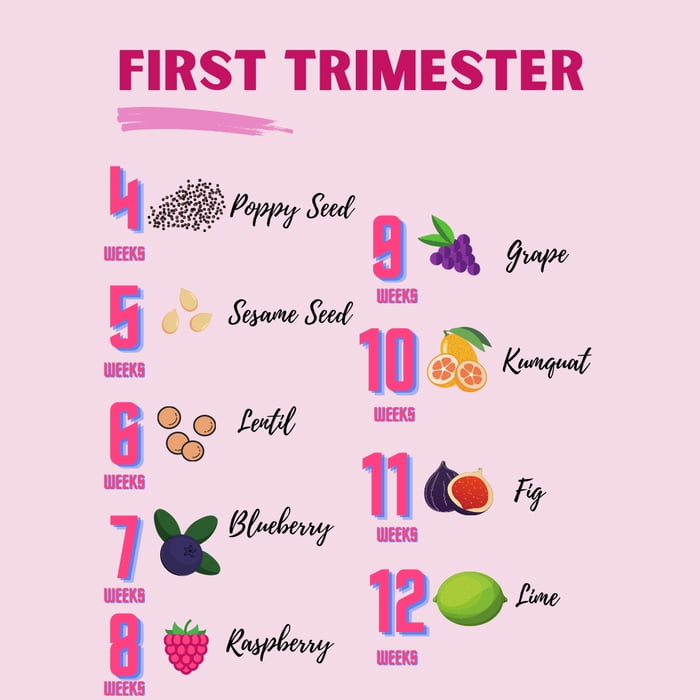 FIRST TRIMESTER
4
WEEKS
Poppy Seed
5
WEEKS
Sesame Seed
6
WEEKS
Lentil
7
WEEKS
Blueberry
8
WEEKS
Raspberry
9
WEEKS
Grape
10
WEEKS
Kumquat
11
WEEKS
Fig
12
WEEKS
Lime